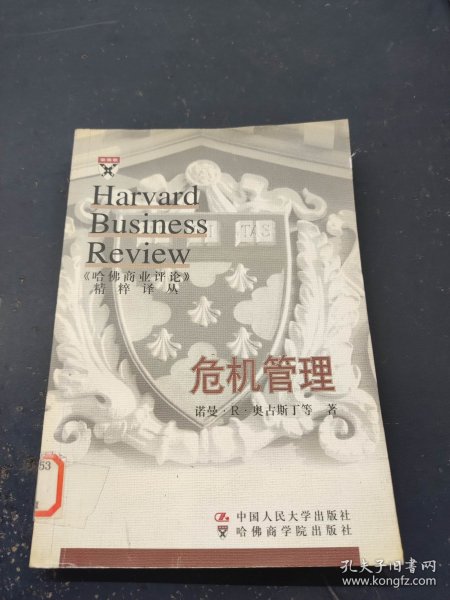 Harvard
Business
Review
《哈佛商业评论》
精粹译丛
TAS
危机管理
诺曼·R·奥古斯丁等 著
53
中国人民大学出版社
哈佛商学院出版社
孔夫子旧书网
www.kongfz.com